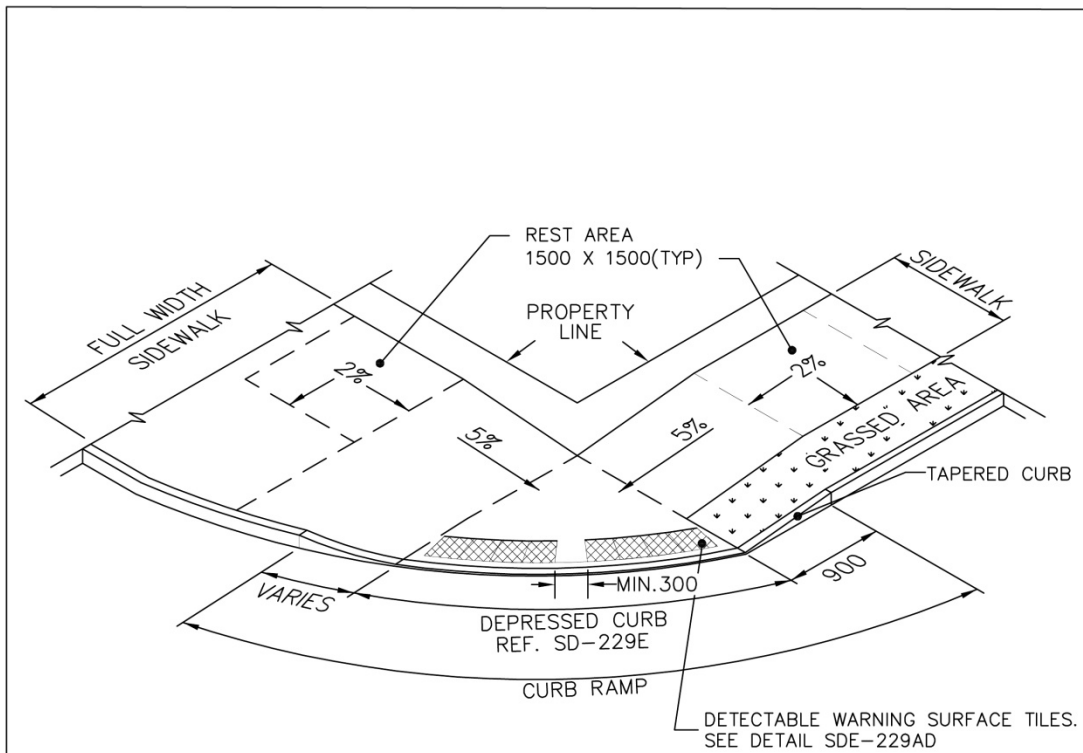 REST AREA
1500 X 1500(TYP)
PROPERTY
LINE
FULL WIDTH
SIDEWALK
SIDEWALK
2%
2%
5%
5%
GRASSED AREA
TAPERED CURB
900
MIN.300
VARIES
DEPRESSED CURB
REF. SD-229E
CURB RAMP
DETECTABLE WARNING SURFACE TILES.
SEE DETAIL SDE-229AD